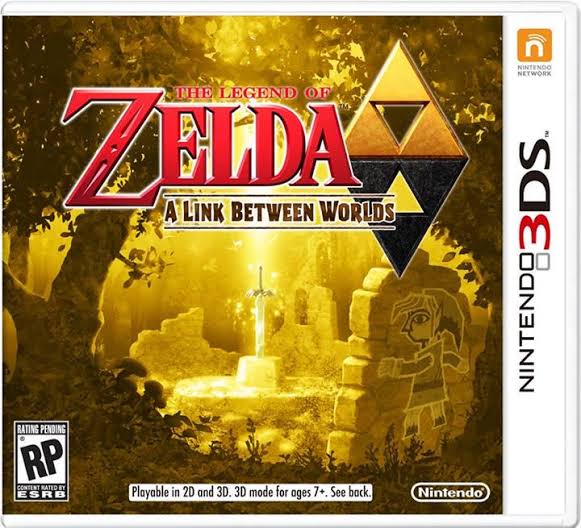 THE LEGEND OF
ZELDA
A LINK BETWEEN WORLDS
NINTENDO
NETWORK
NINTENDO 3DS™
RATING PENDING
RP
CONTENT RATED BY
ESRB
Playable in 2D and 3D. 3D mode for ages 7+. See back.
Nintendo®